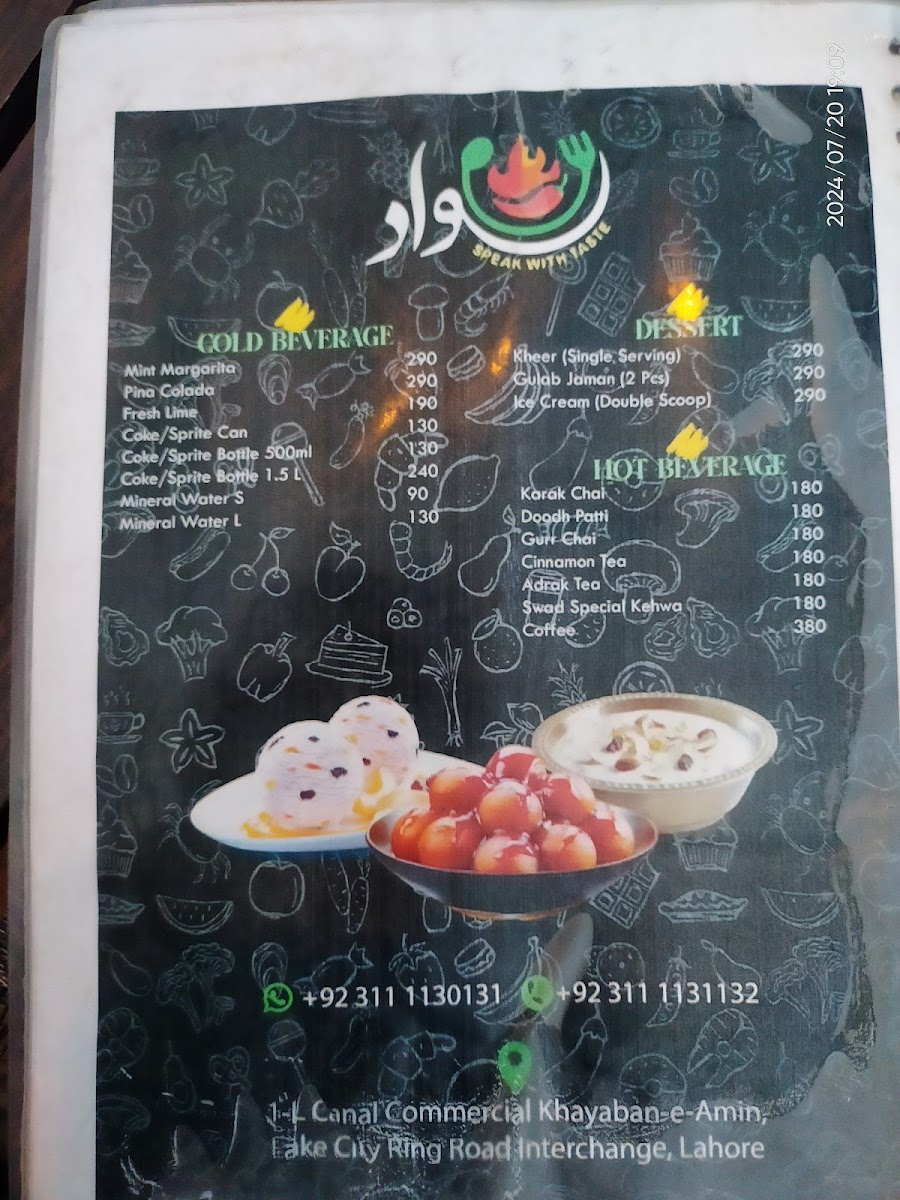 2024/07/20 19:09
سواد
SPEAK WITH TASTE
COLD BEVERAGE
Mint Margarita 290
Pina Colada 290
Fresh Lime 190
Coke/Sprite Can 130
Coke/Sprite Bottle 500ml 130
Coke/Sprite Bottle 1.5 L 240
Mineral Water S 90
Mineral Water L 130
DESSERT
Kheer (Single Serving) 290
Gulab Jaman (2 Pcs) 290
Ice Cream (Double Scoop) 290
HOT BEVERAGE
Karak Chai 180
Doodh Patti 180
Gurr Chai 180
Cinnamon Tea 180
Adrak Tea 180
Swad Special Kehwa 180
Coffee 380
+92 311 1130131 +92 311 1131132
1-L Canal Commercial Khayaban-e-Amin,
Lake City Ring Road Interchange, Lahore